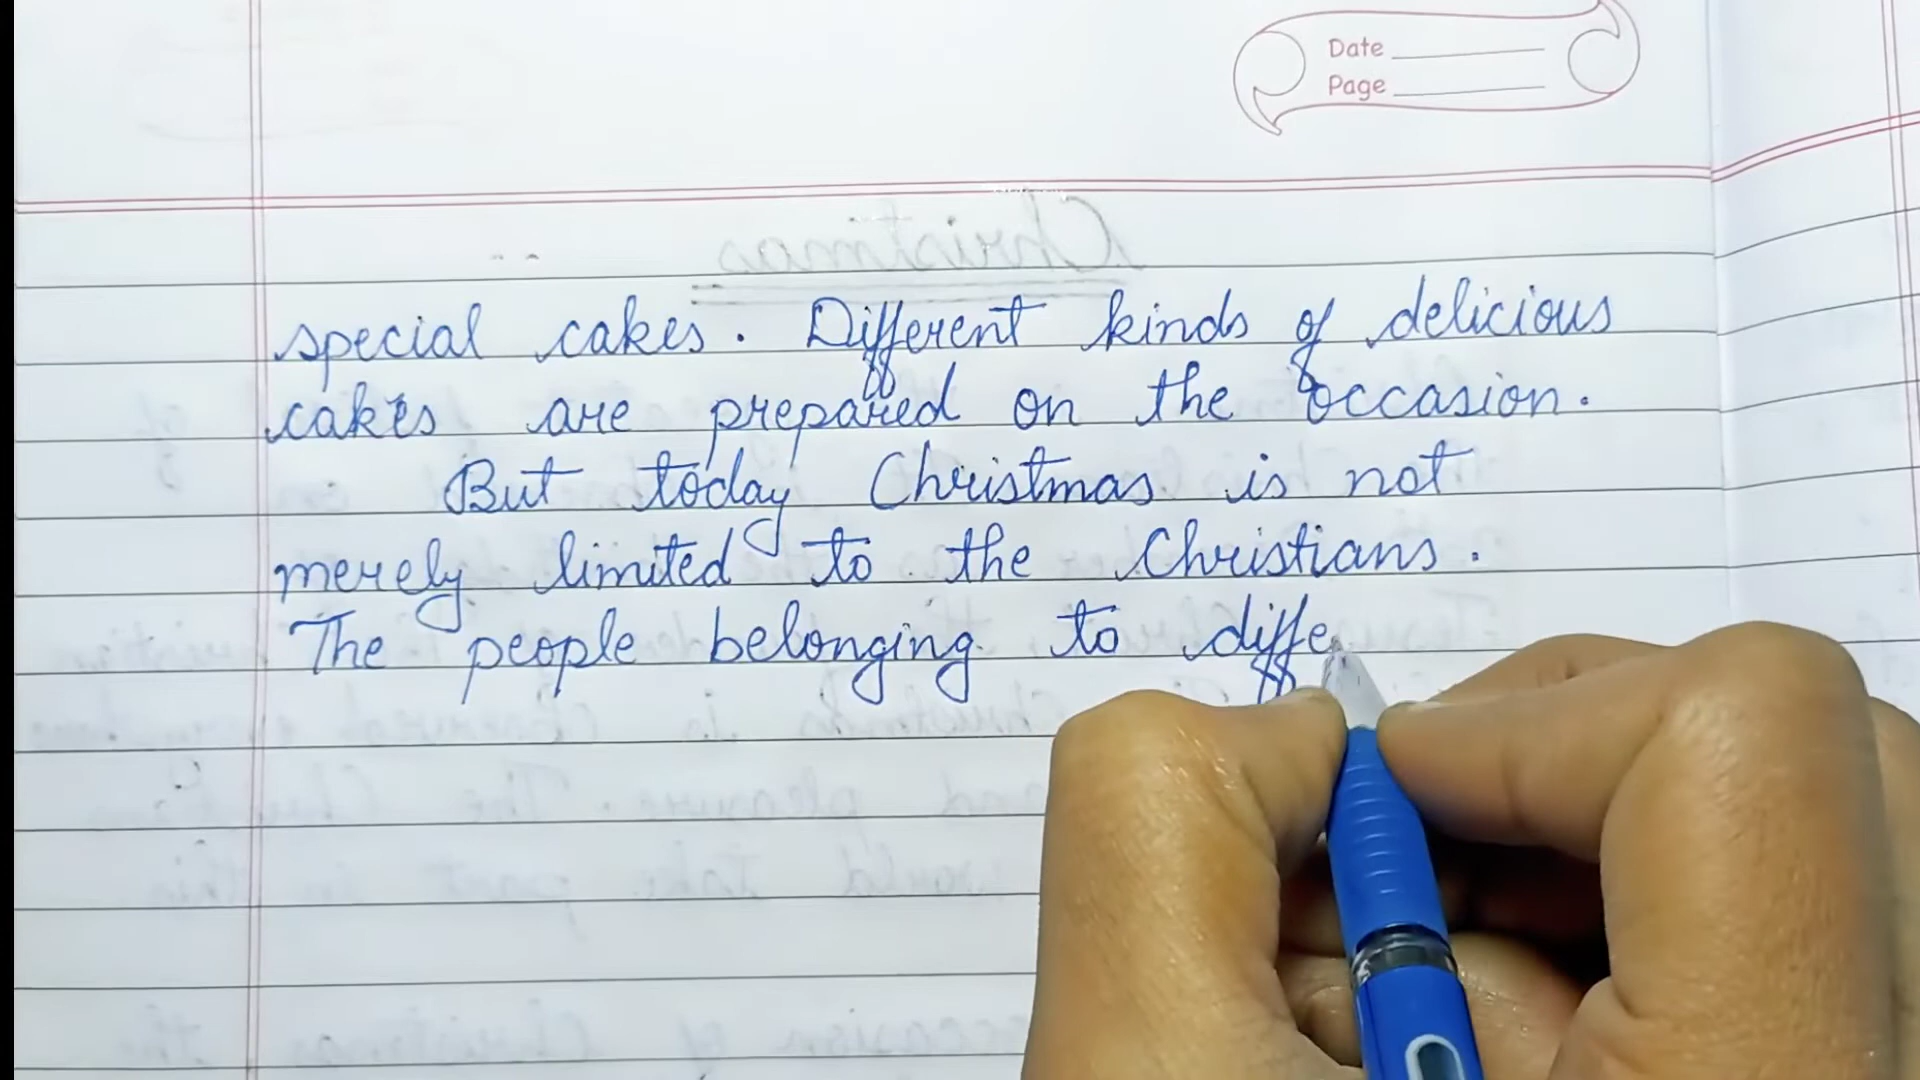 Date
Page
Christmas
special cakes. Different kinds of delicious
cakes are prepared on the occasion.
But today Christmas is not
merely limited to the Christians.
The people belonging to diffe